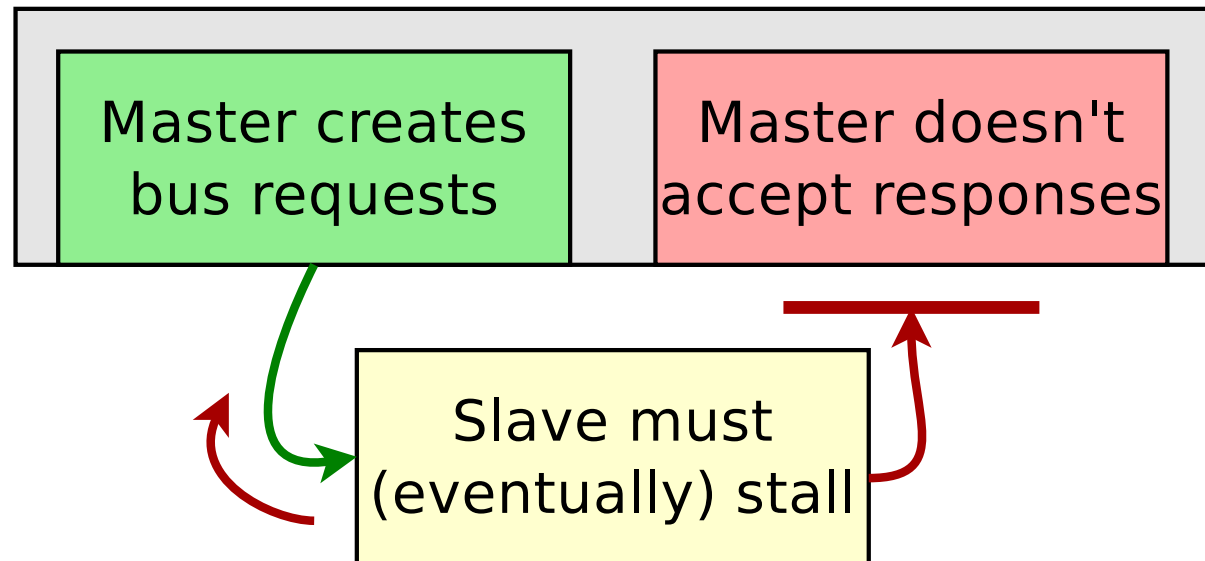 Master creates
bus requests
Master doesn't
accept responses
Slave must
(eventually) stall